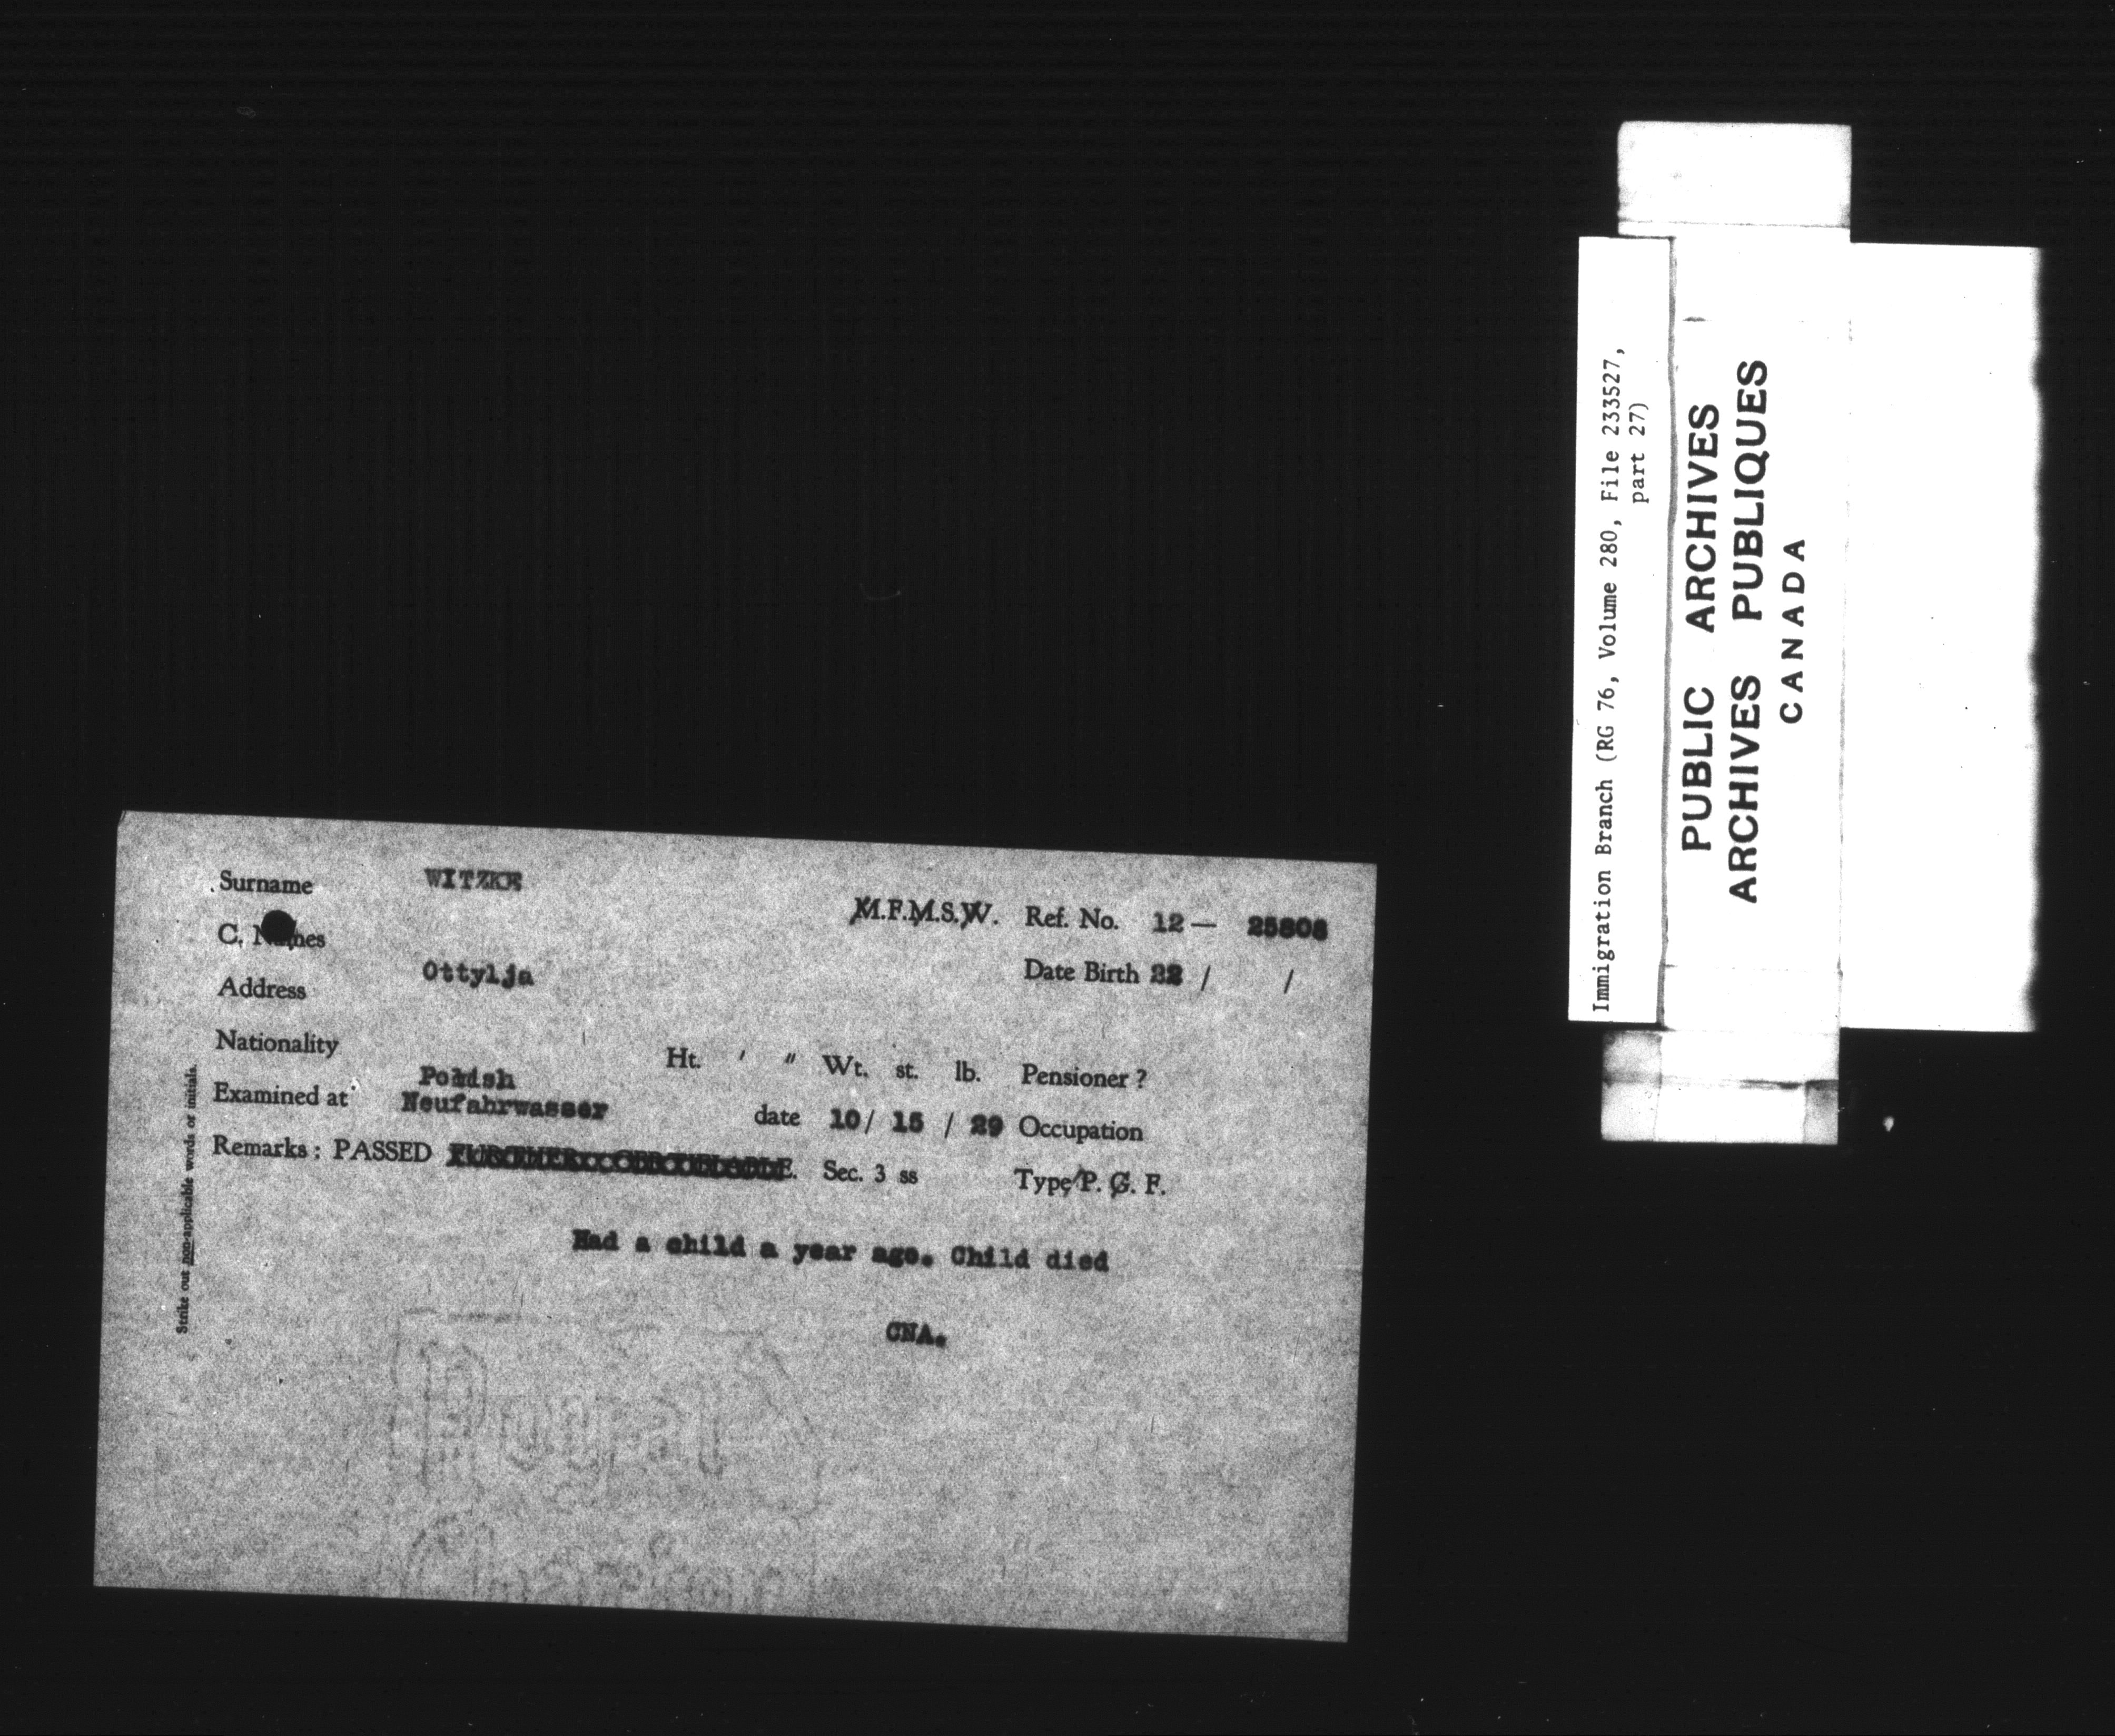 Surname WITZKE
M.F.M.S.W. Ref. No. 12 — 25808
C. Names
Ottylja
Date Birth 22 / /
Address
Nationality
Polish
Ht. ' " Wt. st. lb. Pensioner ?
Examined at Neufahrwasser date 10/ 15 / 29 Occupation
Remarks : PASSED Sec. 3 ss Type P. G. F.
Had a child a year ago. Child died
CNA.
Strike out non-applicable words or initials.
Immigration Branch (RG 76, Volume 280, File 233527,
part 27)
PUBLIC ARCHIVES
ARCHIVES PUBLIQUES
CANADA